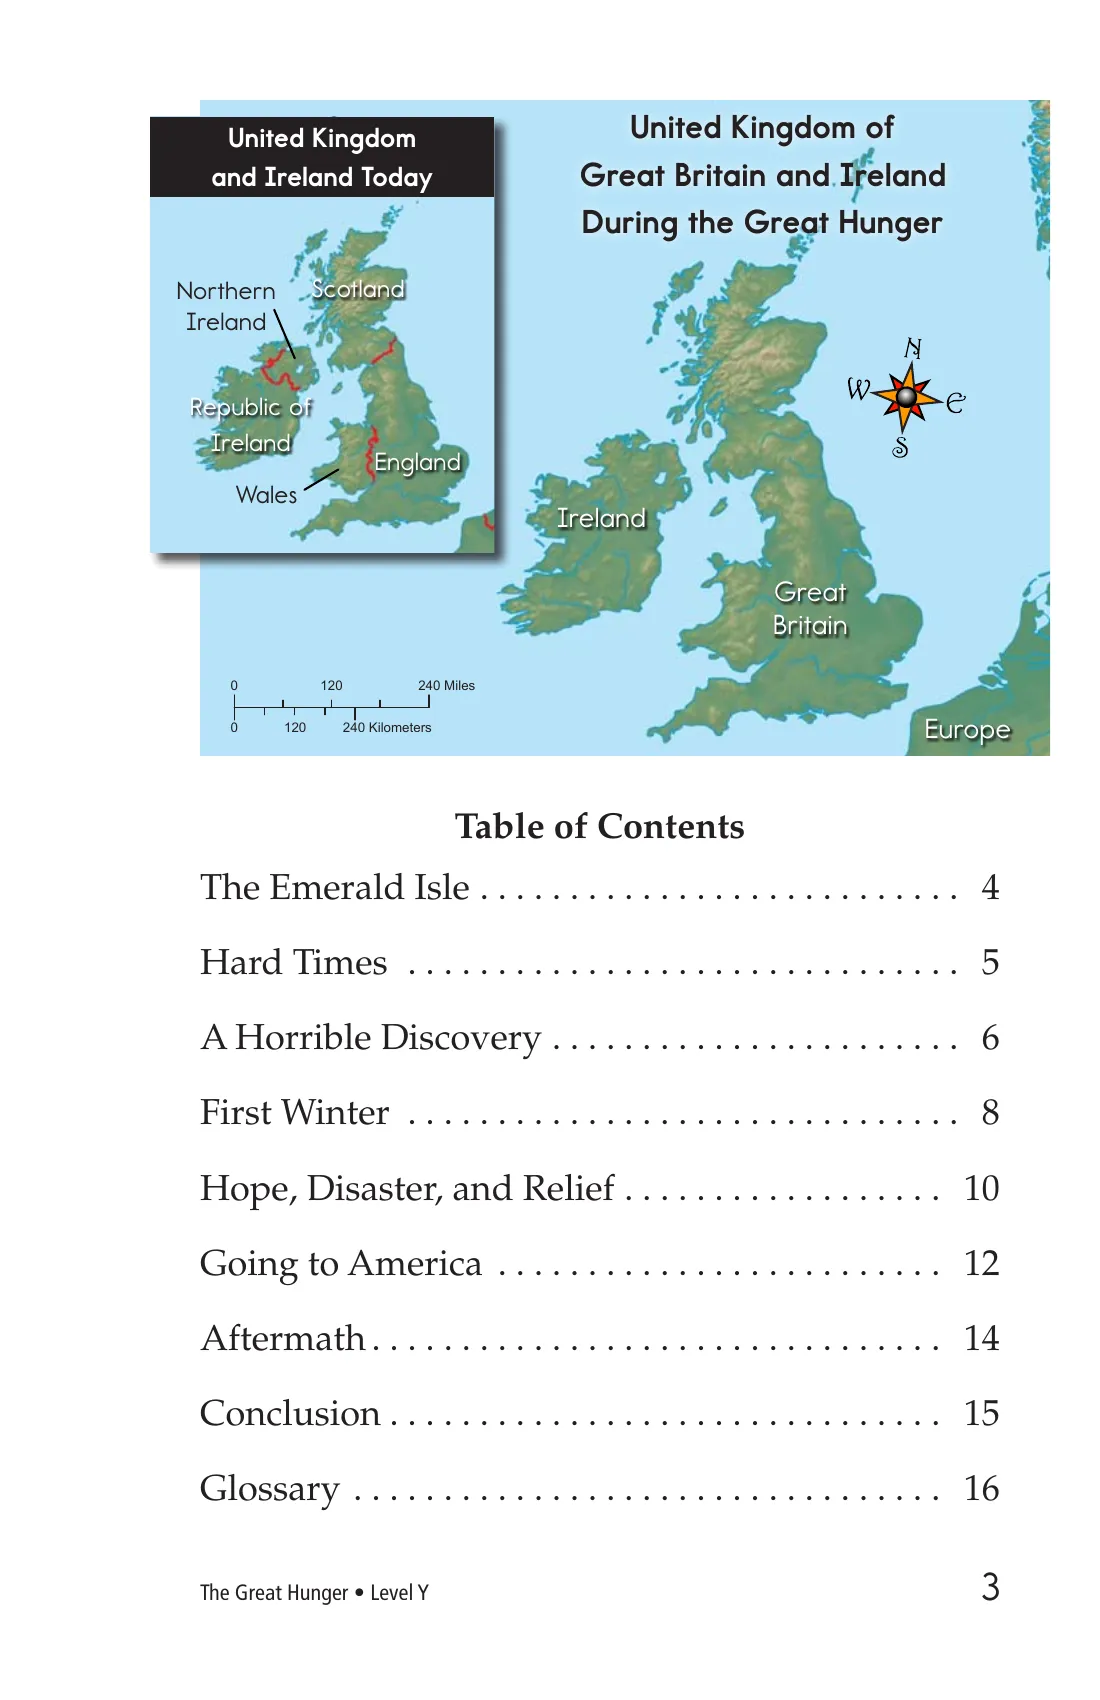 United Kingdom
and Ireland Today
Northern
Ireland
Scotland
Republic of
Ireland
England
Wales
United Kingdom of
Great Britain and Ireland
During the Great Hunger
N
W
E
S
Ireland
Great
Britain
Europe
0 120 240 Miles
0 120 240 Kilometers
Table of Contents
The Emerald Isle . . . . . . . . . . . . . . . . . . . . . . . . . . . 4
Hard Times . . . . . . . . . . . . . . . . . . . . . . . . . . . . . . . 5
A Horrible Discovery . . . . . . . . . . . . . . . . . . . . . . . 6
First Winter . . . . . . . . . . . . . . . . . . . . . . . . . . . . . . . 8
Hope, Disaster, and Relief . . . . . . . . . . . . . . . . . . 10
Going to America . . . . . . . . . . . . . . . . . . . . . . . . . 12
Aftermath . . . . . . . . . . . . . . . . . . . . . . . . . . . . . . . . 14
Conclusion . . . . . . . . . . . . . . . . . . . . . . . . . . . . . . . 15
Glossary . . . . . . . . . . . . . . . . . . . . . . . . . . . . . . . . . 16
The Great Hunger • Level Y 3